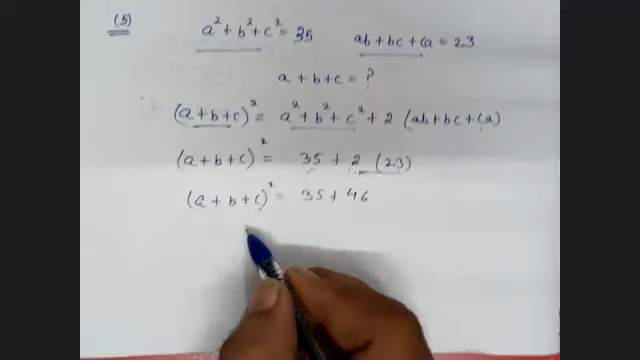 (5) a² + b² + c² = 35 ab + bc + ca = 23
a + b + c = ?
(a + b + c)² = a² + b² + c² + 2 (ab + bc + ca)
(a + b + c)² = 35 + 2 (23)
(a + b + c)² = 35 + 46